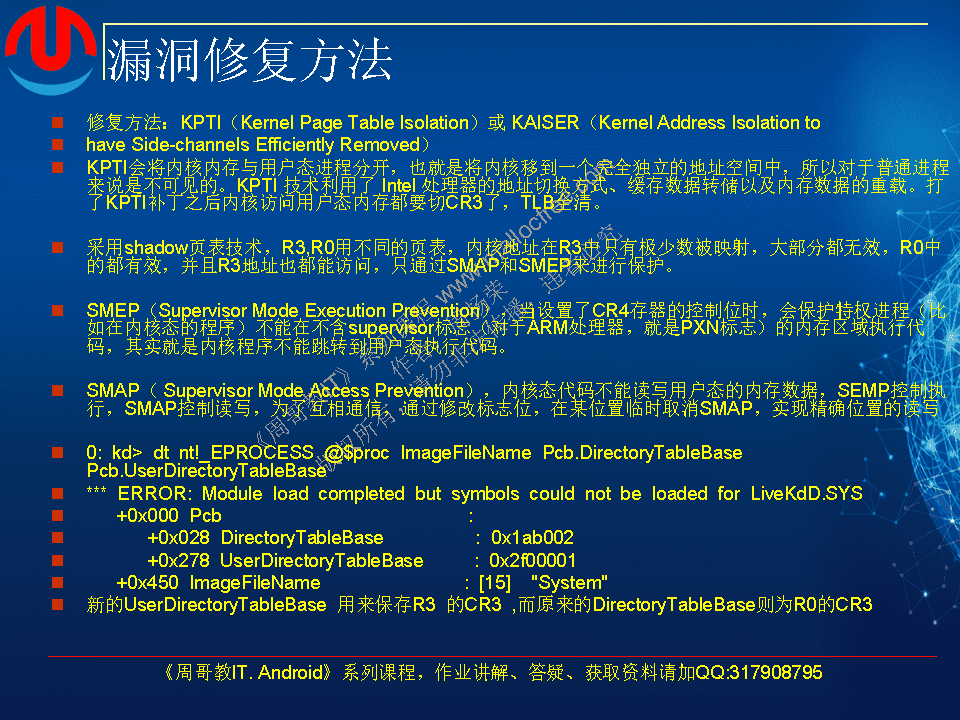 漏洞修复方法
修复方法：KPTI（Kernel Page Table Isolation）或 KAISER（Kernel Address Isolation to
have Side-channels Efficiently Removed）
KPTI会将内核内存与用户态进程分开，也就是将内核移到一个完全独立的地址空间中，所以对于普通进程
来说是不可见的。KPTI 技术利用了 Intel 处理器的地址切换方式、缓存数据转储以及内存数据的重载。打
了KPTI补丁之后内核访问用户态内存都要切CR3了，TLB全清。
采用shadow页表技术，R3,R0用不同的页表，内核地址在R3中只有极少数被映射，大部分都无效，R0中
的都有效，并且R3地址也都能访问，只通过SMAP和SMEP来进行保护。
SMEP（Supervisor Mode Execution Prevention），当设置了CR4存器的控制位时，会保护特权进程（比
如在内核态的程序）不能在不含supervisor标志（对于ARM处理器，就是PXN标志）的内存区域执行代
码，其实就是内核程序不能跳转到用户态执行代码。
SMAP（ Supervisor Mode Access Prevention），内核态代码不能读写用户态的内存数据，SEMP控制执
行，SMAP控制读写，为了互相通信，通过修改标志位，在某位置临时取消SMAP，实现精确位置的读写
0: kd> dt nt!_EPROCESS @$proc ImageFileName Pcb.DirectoryTableBase
Pcb.UserDirectoryTableBase
*** ERROR: Module load completed but symbols could not be loaded for LiveKdD.SYS
+0x000 Pcb :
+0x028 DirectoryTableBase : 0x1ab002
+0x278 UserDirectoryTableBase : 0x2f00001
+0x450 ImageFileName : [15] "System"
新的UserDirectoryTableBase 用来保存R3 的CR3 ,而原来的DirectoryTableBase则为R0的CR3
《周哥教IT. Android》系列课程，作业讲解、答疑、获取资料请加QQ:317908795